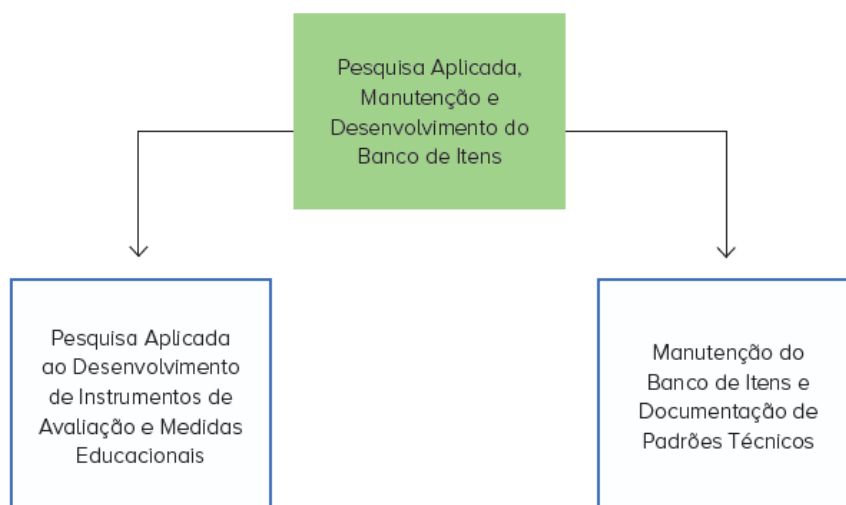 Pesquisa Aplicada,
Manutenção e
Desenvolvimento do
Banco de Itens
Pesquisa Aplicada
ao Desenvolvimento
de Instrumentos de
Avaliação e Medidas
Educacionais
Manutenção do
Banco de Itens e
Documentação de
Padrões Técnicos